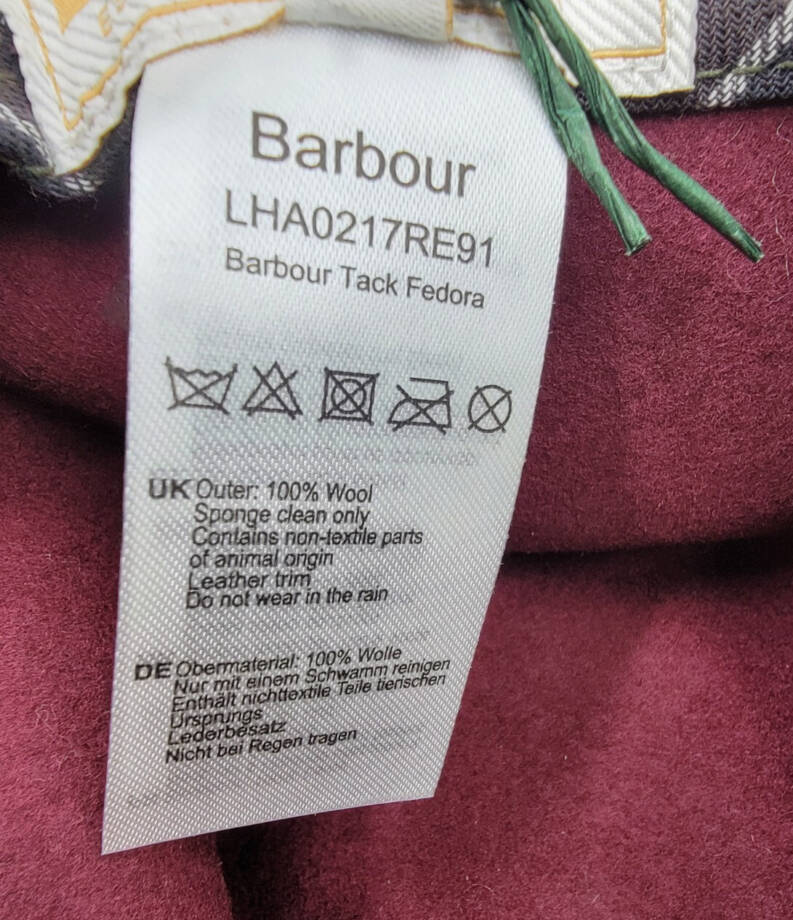 Barbour
LHA0217RE91
Barbour Tack Fedora
UK Outer: 100% Wool
Sponge clean only
Contains non-textile parts
of animal origin
Leather trim
Do not wear in the rain
DE Obermaterial: 100% Wolle
Nur mit einem Schwamm reinigen
Enthält nichttextile Teile tierischen
Ursprungs
Lederbesatz
Nicht bei Regen tragen